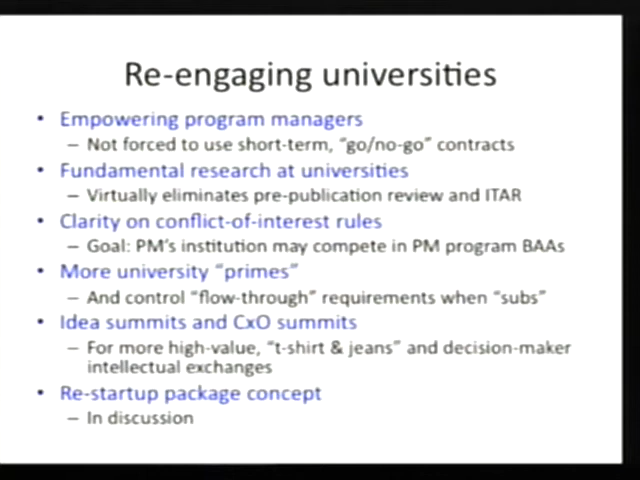 Re-engaging universities
• Empowering program managers
– Not forced to use short-term, "go/no-go" contracts
• Fundamental research at universities
– Virtually eliminates pre-publication review and ITAR
• Clarity on conflict-of-interest rules
– Goal: PM's institution may compete in PM program BAAs
• More university "primes"
– And control "flow-through" requirements when "subs"
• Idea summits and CxO summits
– For more high-value, "t-shirt & jeans" and decision-maker
intellectual exchanges
• Re-startup package concept
– In discussion